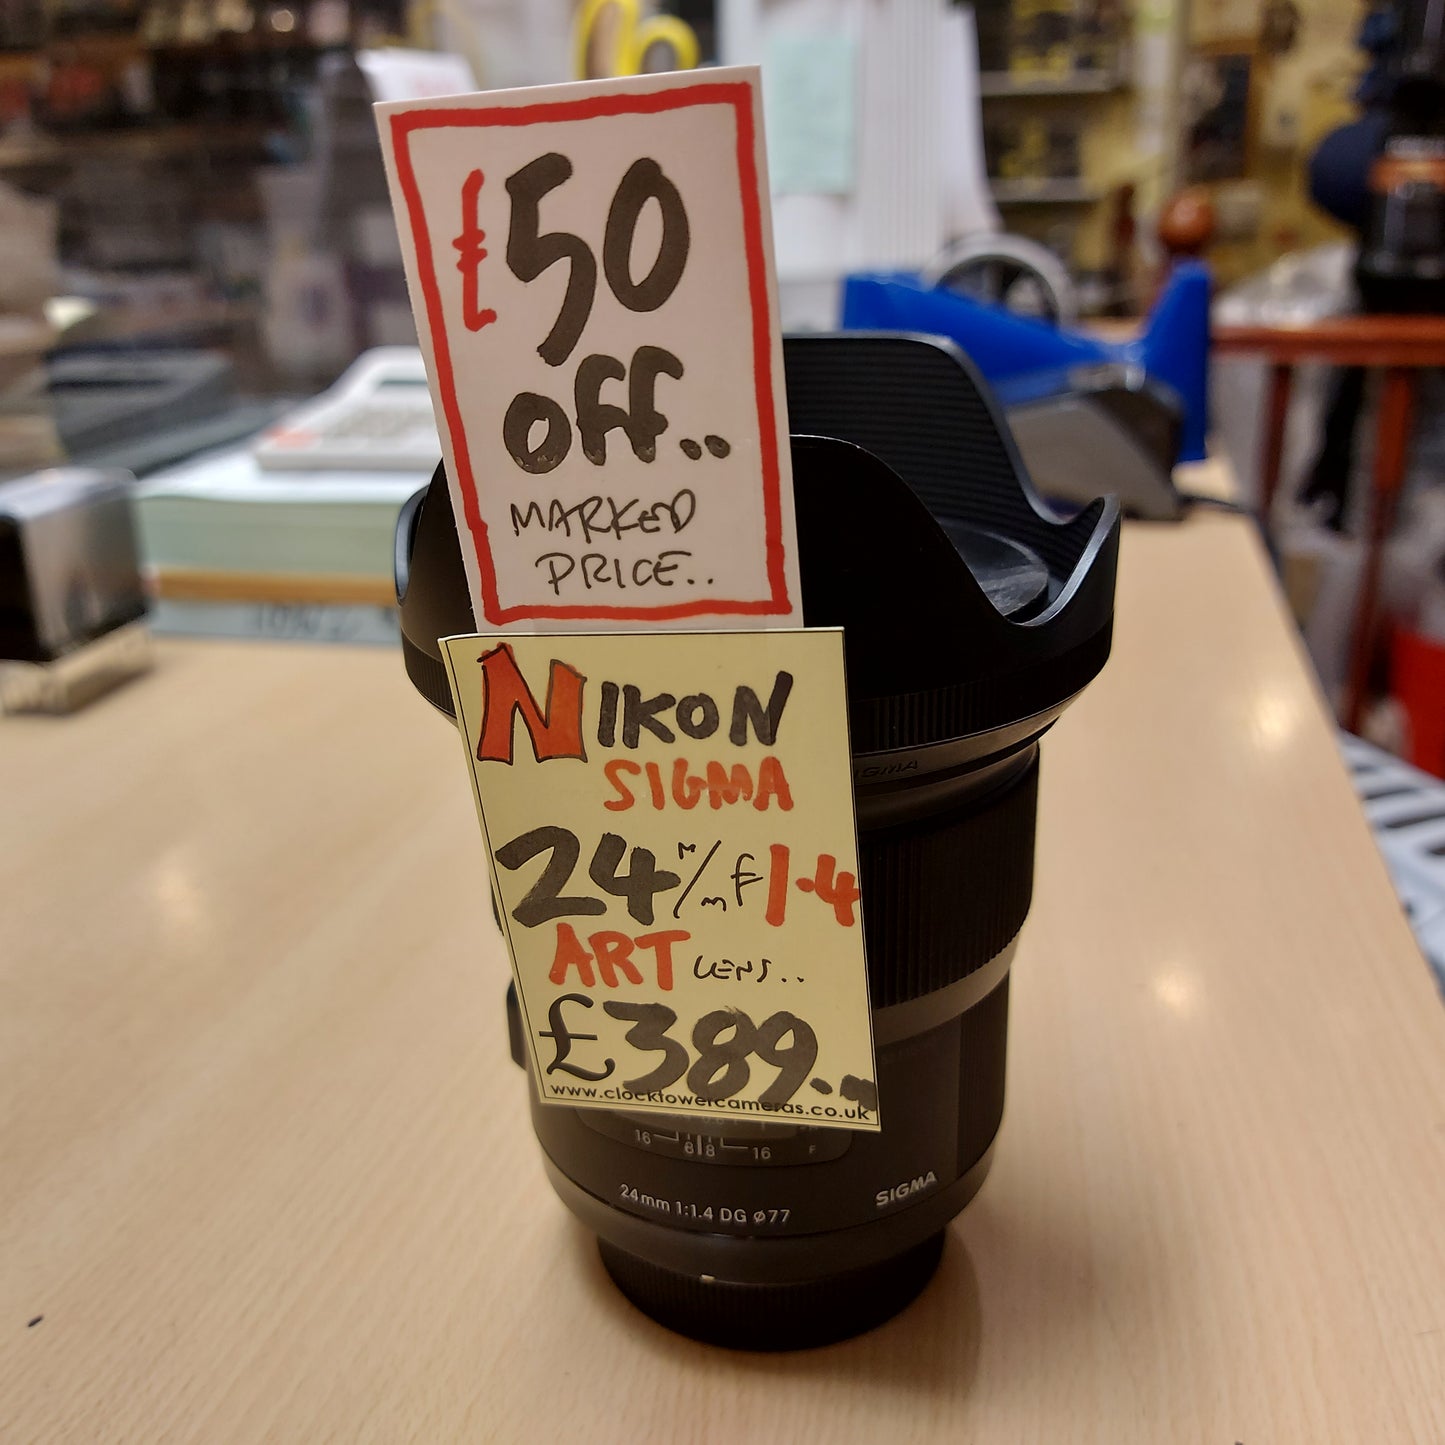 £50
off..
MARKED
PRICE..
NIKON
SIGMA
24m/m F1.4
ART LENS..
£389..
www.clocktowercameras.co.uk
16 8 8 16 F
24mm 1:1.4 DG ø77
SIGMA
SIGMA